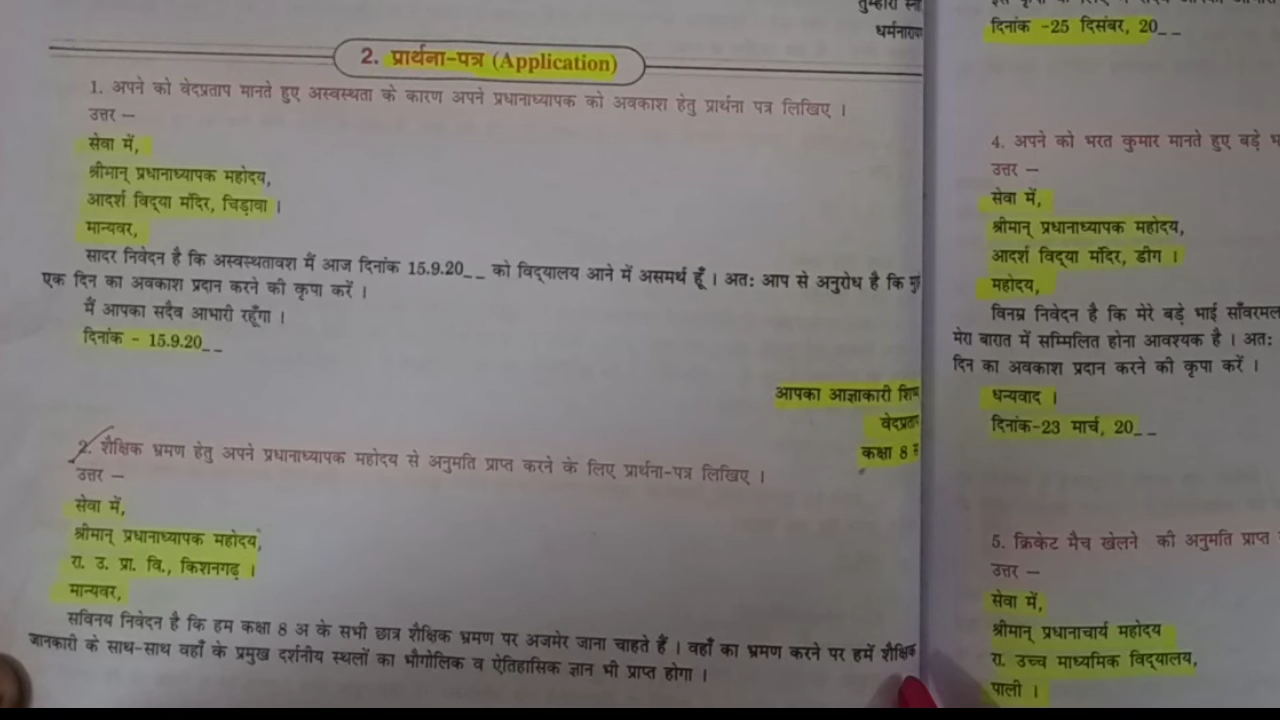 तुम्हारा
धर्मनारायण
2. प्रार्थना-पत्र (Application)
1. अपने को वेदप्रताप मानते हुए अस्वस्थता के कारण अपने प्रधानाध्यापक को अवकाश हेतु प्रार्थना पत्र लिखिए ।
उत्तर –
सेवा में,
श्रीमान् प्रधानाध्यापक महोदय,
आदर्श विद्‌या मंदिर, चिड़ावा ।
मान्यवर,
सादर निवेदन है कि अस्वस्थतावश मैं आज दिनांक 15.9.20_ _ को विद्‌यालय आने में असमर्थ हूँ । अतः आप से अनुरोध है कि
एक दिन का अवकाश प्रदान करने की कृपा करें ।
मैं आपका सदैव आभारी रहूँगा ।
दिनांक - 15.9.20_ _
आपका आज्ञाकारी
वेदप्रताप
कक्षा 8
2. शैक्षिक भ्रमण हेतु अपने प्रधानाध्यापक महोदय से अनुमति प्राप्त करने के लिए प्रार्थना-पत्र लिखिए ।
उत्तर –
सेवा में,
श्रीमान् प्रधानाध्यापक महोदय,
रा. उ. प्रा. वि., किशनगढ़ ।
मान्यवर,
सविनय निवेदन है कि हम कक्षा 8 अ के सभी छात्र शैक्षिक भ्रमण पर अजमेर जाना चाहते हैं । वहाँ का भ्रमण करने पर हमें शैक्षिक
जानकारी के साथ-साथ वहाँ के प्रमुख दर्शनीय स्थलों का भौगोलिक व ऐतिहासिक ज्ञान भी प्राप्त होगा ।
दिनांक -25 दिसंबर, 20_ _
4. अपने को भरत कुमार मानते हुए बड़े
उत्तर –
सेवा में,
श्रीमान् प्रधानाध्यापक महोदय,
आदर्श विद्‌या मंदिर, डीग ।
महोदय,
विनम्र निवेदन है कि मेरे बड़े भाई साँवरमल
मेरा बारात में सम्मिलित होना आवश्यक है । अतः
दिन का अवकाश प्रदान करने की कृपा करें ।
धन्यवाद ।
दिनांक-23 मार्च, 20_ _
5. क्रिकेट मैच खेलने की अनुमति प्राप्त
उत्तर –
सेवा में,
श्रीमान् प्रधानाचार्य महोदय
रा. उच्च माध्यमिक विद्‌यालय,
पाली ।